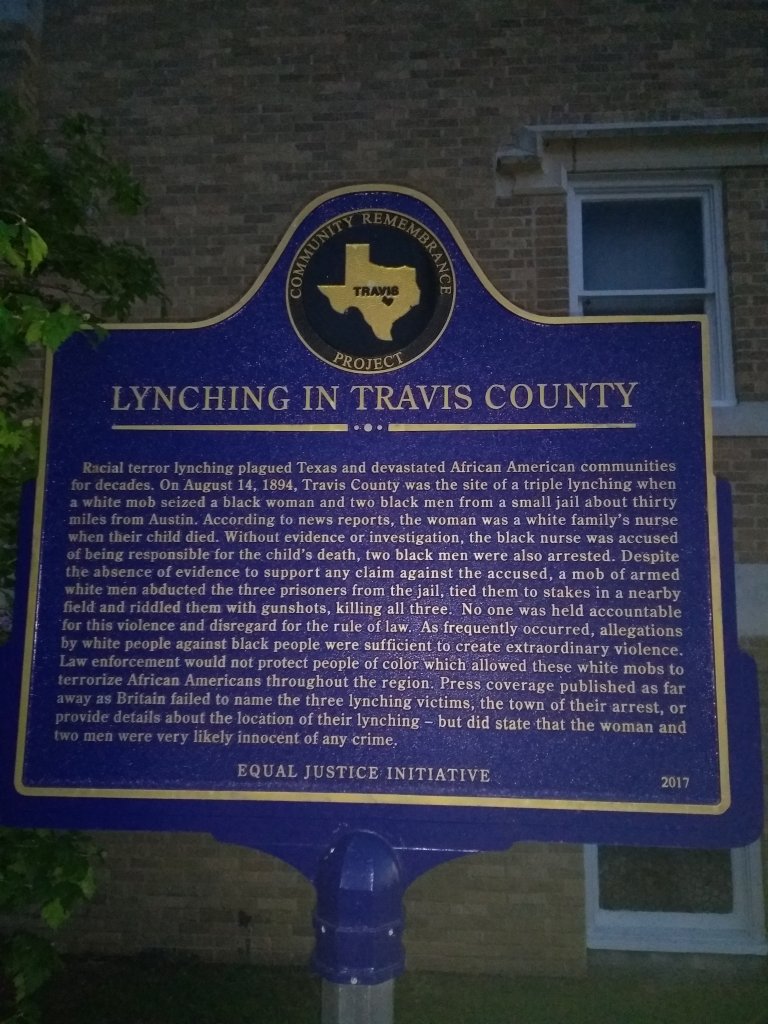 COMMUNITY REMEMBRANCE
TRAVIS
PROJECT
LYNCHING IN TRAVIS COUNTY
Racial terror lynching plagued Texas and devastated African American communities
for decades. On August 14, 1894, Travis County was the site of a triple lynching when
a white mob seized a black woman and two black men from a small jail about thirty
miles from Austin. According to news reports, the woman was a white family's nurse
when their child died. Without evidence or investigation, the black nurse was accused
of being responsible for the child's death, two black men were also arrested. Despite
the absence of evidence to support any claim against the accused, a mob of armed
white men abducted the three prisoners from the jail, tied them to stakes in a nearby
field and riddled them with gunshots, killing all three. No one was held accountable
for this violence and disregard for the rule of law. As frequently occurred, allegations
by white people against black people were sufficient to create extraordinary violence.
Law enforcement would not protect people of color which allowed these white mobs to
terrorize African Americans throughout the region. Press coverage published as far
away as Britain failed to name the three lynching victims, the town of their arrest, or
provide details about the location of their lynching – but did state that the woman and
two men were very likely innocent of any crime.
EQUAL JUSTICE INITIATIVE
2017